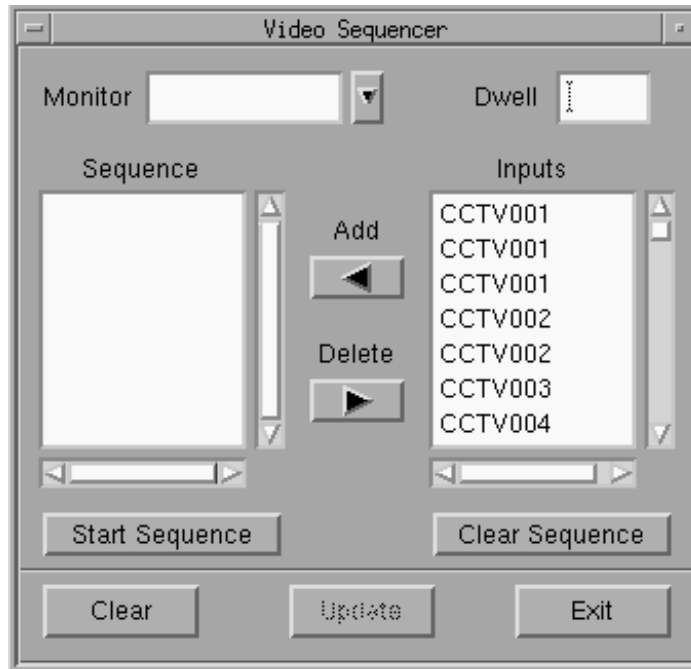 Video Sequencer
Monitor
Dwell
Sequence
Inputs
CCTV001
CCTV001
CCTV001
CCTV002
CCTV002
CCTV003
CCTV004
Add
Delete
Start Sequence
Clear Sequence
Clear
Update
Exit